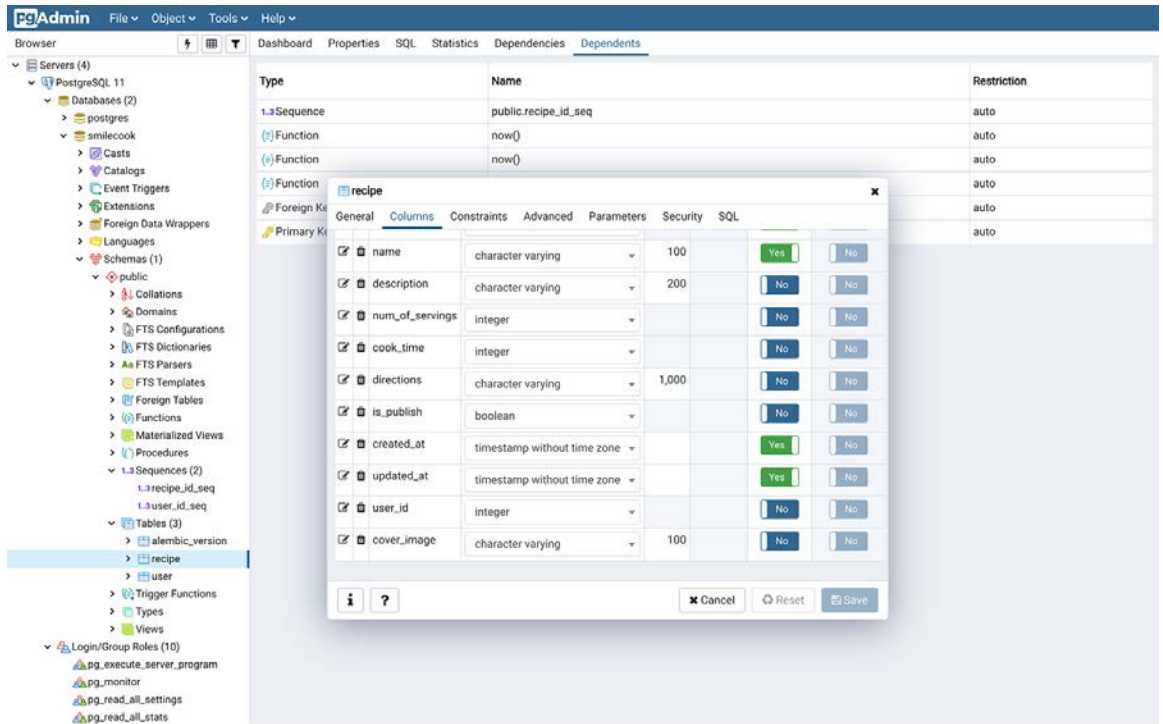 pgAdmin File Object Tools Help
Browser Dashboard Properties SQL Statistics Dependencies Dependents
Servers (4)
PostgreSQL 11
Databases (2)
postgres
smilecook
Casts
Catalogs
Event Triggers
Extensions
Foreign Data Wrappers
Languages
Schemas (1)
public
Collations
Domains
FTS Configurations
FTS Dictionaries
Aa FTS Parsers
FTS Templates
Foreign Tables
Functions
Materialized Views
Procedures
1..3 Sequences (2)
1..3 recipe_id_seq
1..3 user_id_seq
Tables (3)
alembic_version
recipe
user
Trigger Functions
Types
Views
Login/Group Roles (10)
pg_execute_server_program
pg_monitor
pg_read_all_settings
pg_read_all_stats
Type Name Restriction
1..3 Sequence public.recipe_id_seq auto
Function now() auto
Function now() auto
Function auto
Foreign Ke auto
Primary Ke auto
recipe
General Columns Constraints Advanced Parameters Security SQL
name character varying 100 Yes No
description character varying 200 No No
num_of_servings integer No No
cook_time integer No No
directions character varying 1,000 No No
is_publish boolean No No
created_at timestamp without time zone Yes No
updated_at timestamp without time zone Yes No
user_id integer No No
cover_image character varying 100 No No
i ? Cancel Reset Save